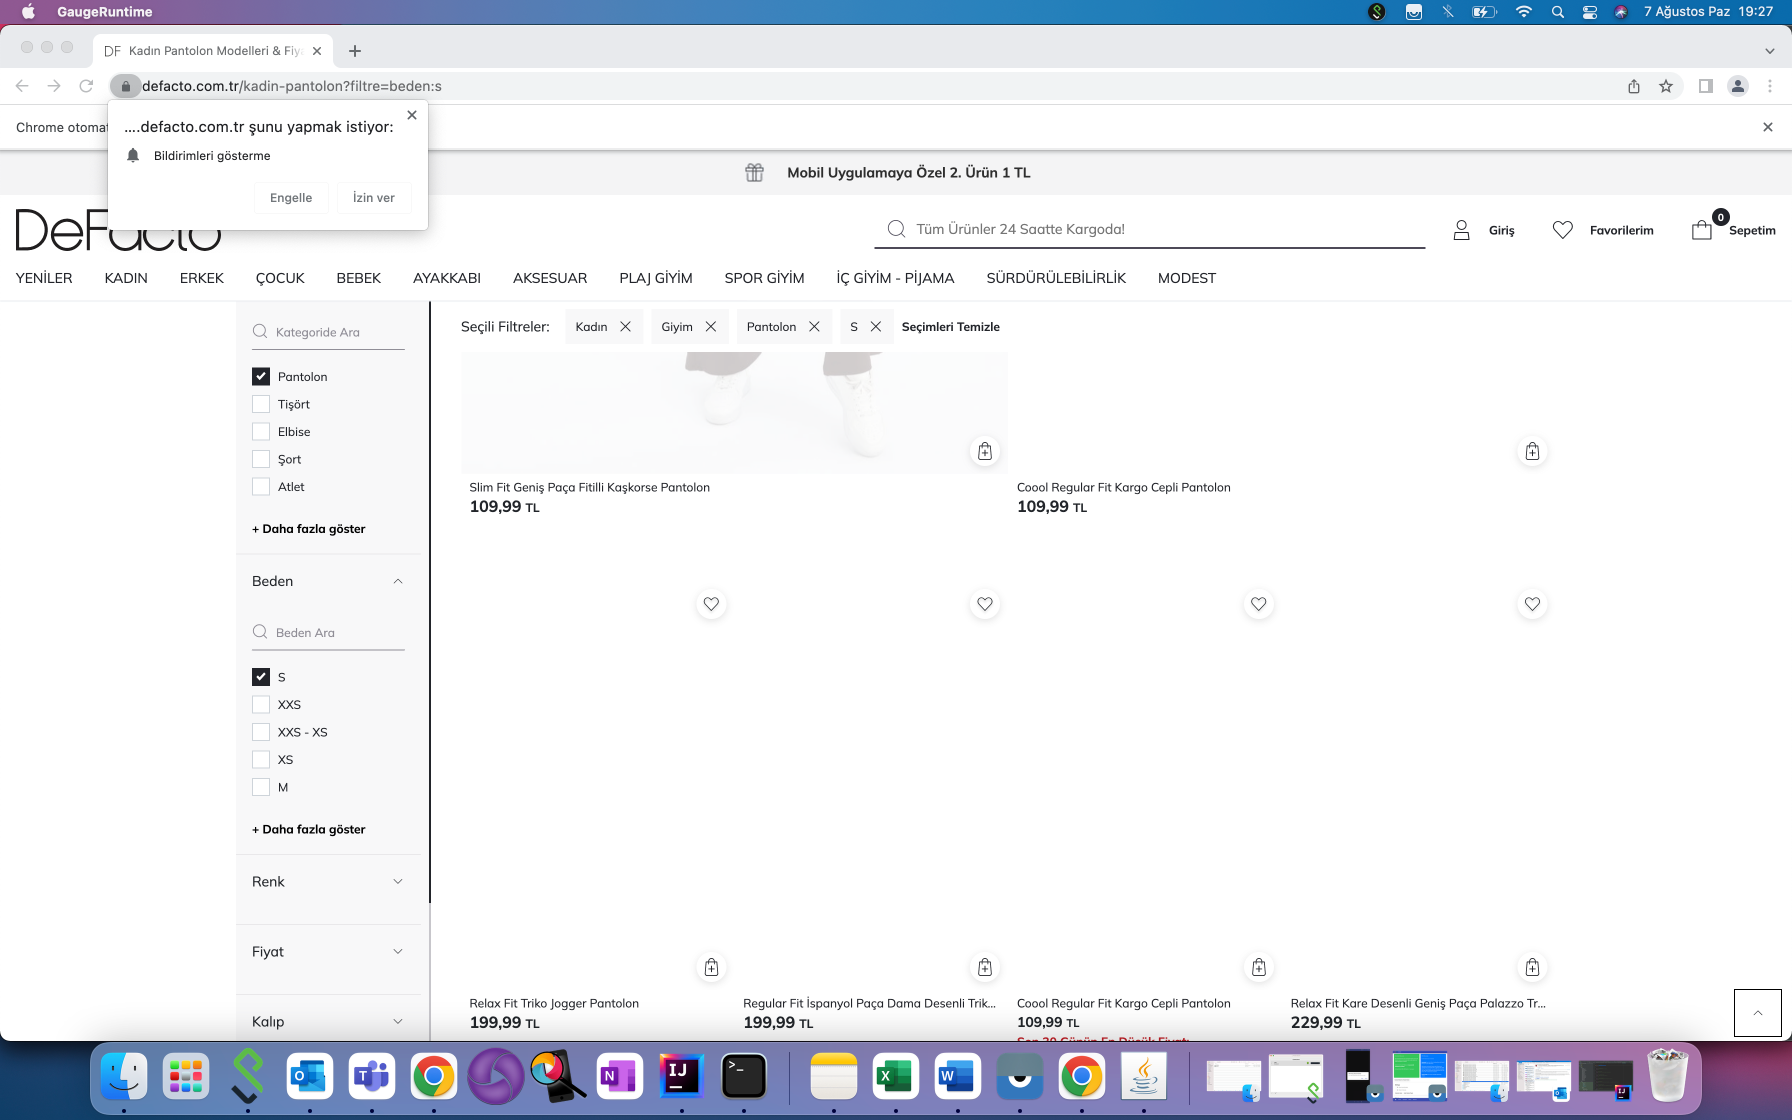 GaugeRuntime
7 Ağustos Paz 19:27
DF Kadın Pantolon Modelleri & Fiya
defacto.com.tr/kadin-pantolon?filtre=beden:s
Chrome otomat
....defacto.com.tr şunu yapmak istiyor:
Bildirimleri gösterme
Engelle
İzin ver
Mobil Uygulamaya Özel 2. Ürün 1 TL
DeFacto
Tüm Ürünler 24 Saatte Kargoda!
Giriş
Favorilerim
0
Sepetim
YENİLER KADIN ERKEK ÇOCUK BEBEK AYAKKABI AKSESUAR PLAJ GİYİM SPOR GİYİM İÇ GİYİM - PİJAMA SÜRDÜRÜLEBİLİRLİK MODEST
Kategoride Ara
Pantolon
Tişört
Elbise
Şort
Atlet
+ Daha fazla göster
Beden
Beden Ara
S
XXS
XXS - XS
XS
M
+ Daha fazla göster
Renk
Fiyat
Kalıp
Seçili Filtreler: Kadın Giyim Pantolon S Seçimleri Temizle
Slim Fit Geniş Paça Fitilli Kaşkorse Pantolon
109,99 TL
Coool Regular Fit Kargo Cepli Pantolon
109,99 TL
Relax Fit Triko Jogger Pantolon
199,99 TL
Regular Fit İspanyol Paça Dama Desenli Trik...
199,99 TL
Coool Regular Fit Kargo Cepli Pantolon
109,99 TL
Son 30 Günün En Düşük Fiyatı
Relax Fit Kare Desenli Geniş Paça Palazzo Tr...
229,99 TL